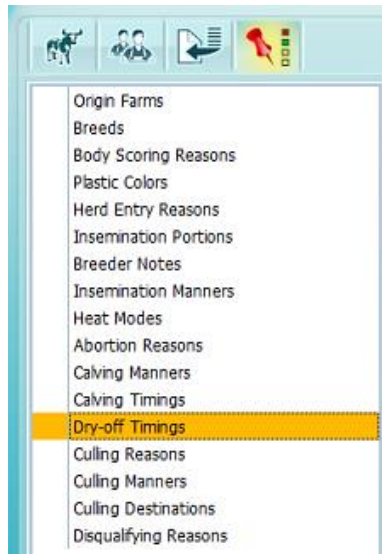 Origin Farms
Breeds
Body Scoring Reasons
Plastic Colors
Herd Entry Reasons
Insemination Portions
Breeder Notes
Insemination Manners
Heat Modes
Abortion Reasons
Calving Manners
Calving Timings
Dry-off Timings
Culling Reasons
Culling Manners
Culling Destinations
Disqualifying Reasons